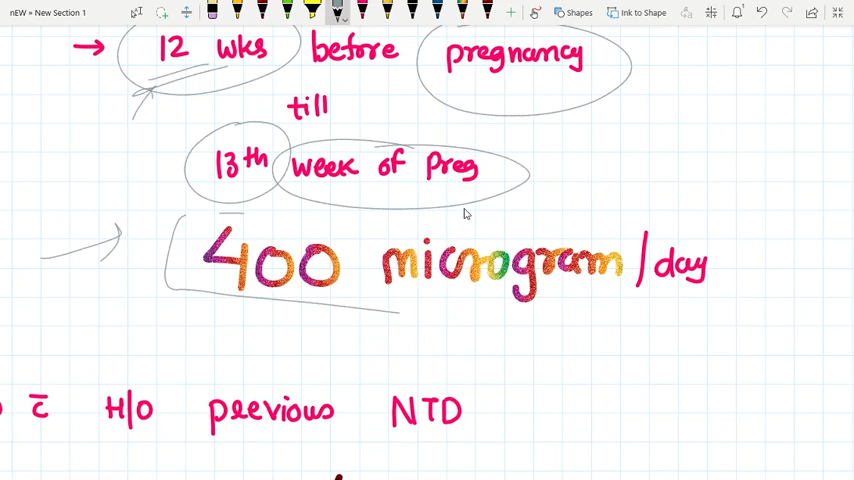 nEW » New Section 1
Shapes
Ink to Shape
→ 12 wks before pregnancy
till
13th week of Preg
400 microgram/day
c̄ H/O previous NTD